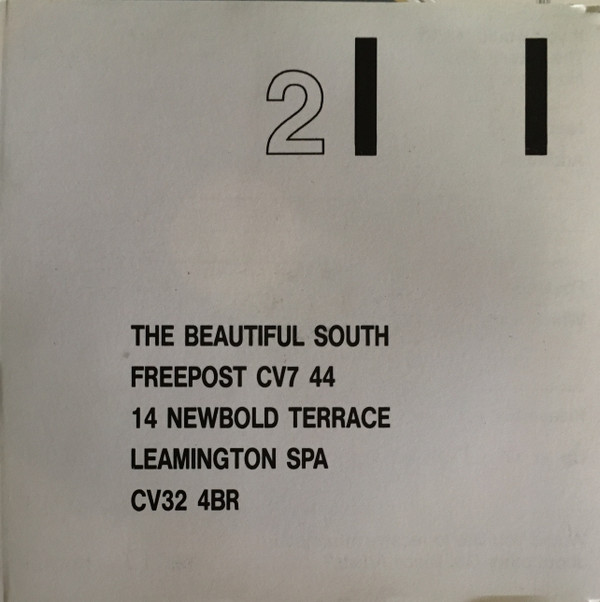 2
THE BEAUTIFUL SOUTH
FREEPOST CV7 44
14 NEWBOLD TERRACE
LEAMINGTON SPA
CV32 4BR